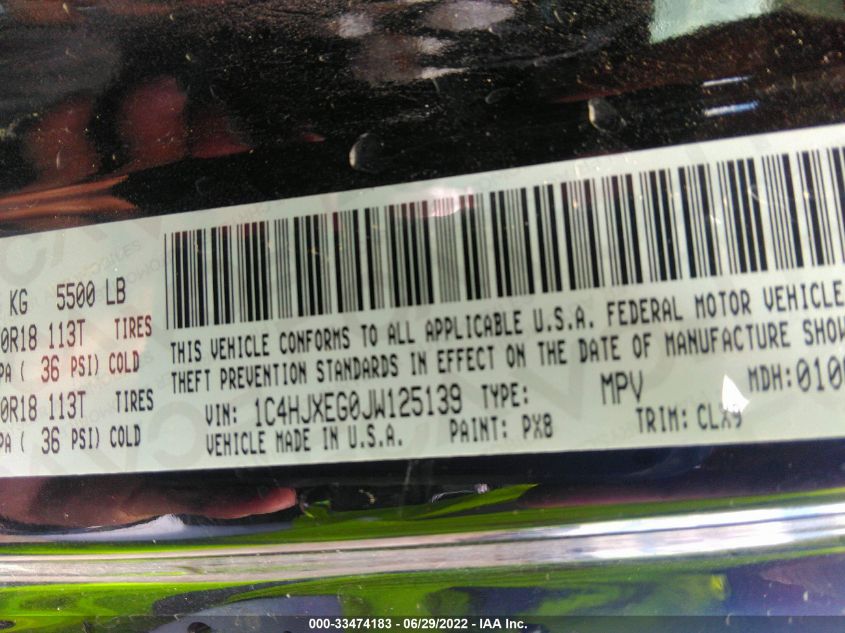 KG 5500 LB
0R18 113T TIRES
PA ( 36 PSI) COLD
0R18 113T TIRES
PA ( 36 PSI) COLD
THIS VEHICLE CONFORMS TO ALL APPLICABLE U.S.A. FEDERAL MOTOR VEHICLE
THEFT PREVENTION STANDARDS IN EFFECT ON THE DATE OF MANUFACTURE SHOW
VIN: 1C4HJXEG0JW125139 TYPE: MPV MDH:010
VEHICLE MADE IN U.S.A. PAINT: PX8 TRIM: CLX9
000-33474183 - 06/29/2022 - IAA Inc.